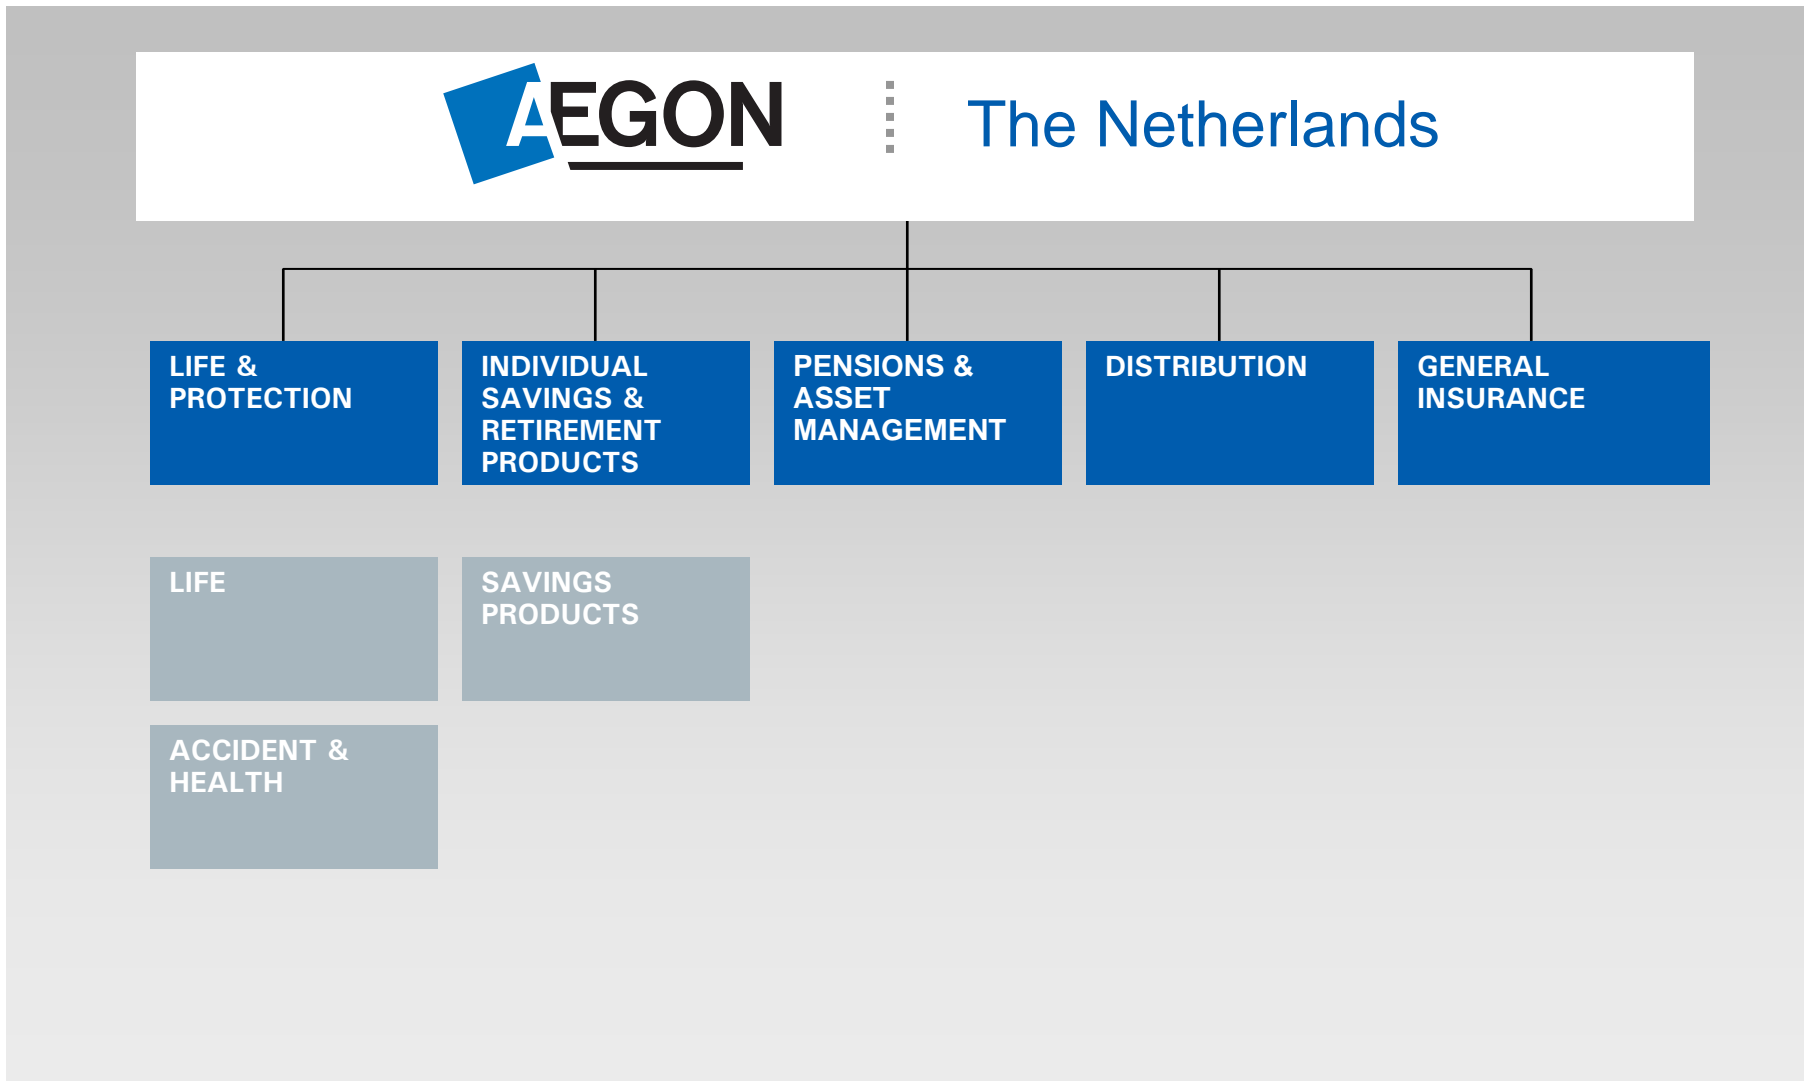 AEGON
The Netherlands
LIFE &
PROTECTION
INDIVIDUAL
SAVINGS &
RETIREMENT
PRODUCTS
PENSIONS &
ASSET
MANAGEMENT
DISTRIBUTION
GENERAL
INSURANCE
LIFE
SAVINGS
PRODUCTS
ACCIDENT &
HEALTH